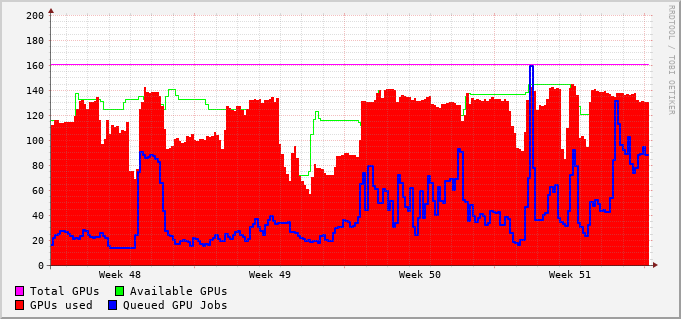 200
180
160
140
120
100
80
60
40
20
0
Week 48 Week 49 Week 50 Week 51
Total GPUs Available GPUs
GPUs used Queued GPU Jobs
RRDTOOL / TOBI OETIKER